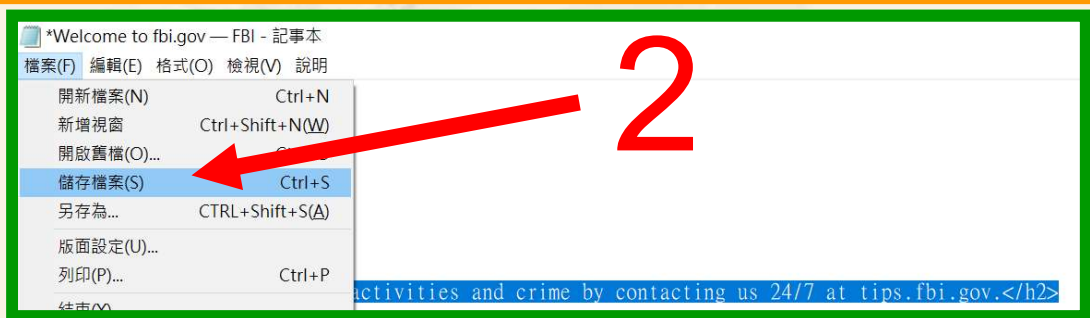 *Welcome to fbi.gov — FBI - 記事本
檔案(F) 編輯(E) 格式(O) 檢視(V) 說明
2
開新檔案(N) Ctrl+N
新增視窗 Ctrl+Shift+N(W)
開啟舊檔(O)...
儲存檔案(S) Ctrl+S
另存為... CTRL+Shift+S(A)
版面設定(U)...
列印(P)... Ctrl+P
activities and crime by contacting us 24/7 at tips.fbi.gov.</h2>